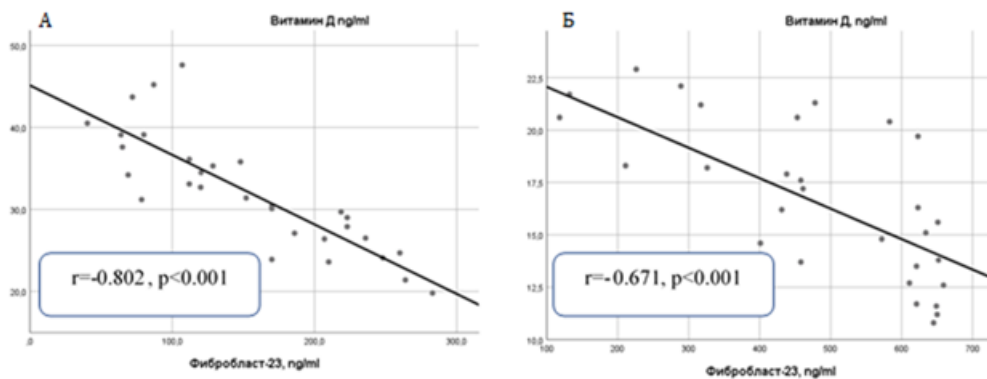 А
Витамин Д ng/ml
50,0
40,0
30,0
20,0
r=-0.802 , p<0.001
,0
100,0
200,0
300,0
Фибробласт-23, ng/ml
Б
Витамин Д, ng/ml
22,5
20,0
17,5
15,0
12,5
10,0
r=-0.671, p<0.001
100
200
300
400
500
600
700
Фибробласт-23, ng/ml